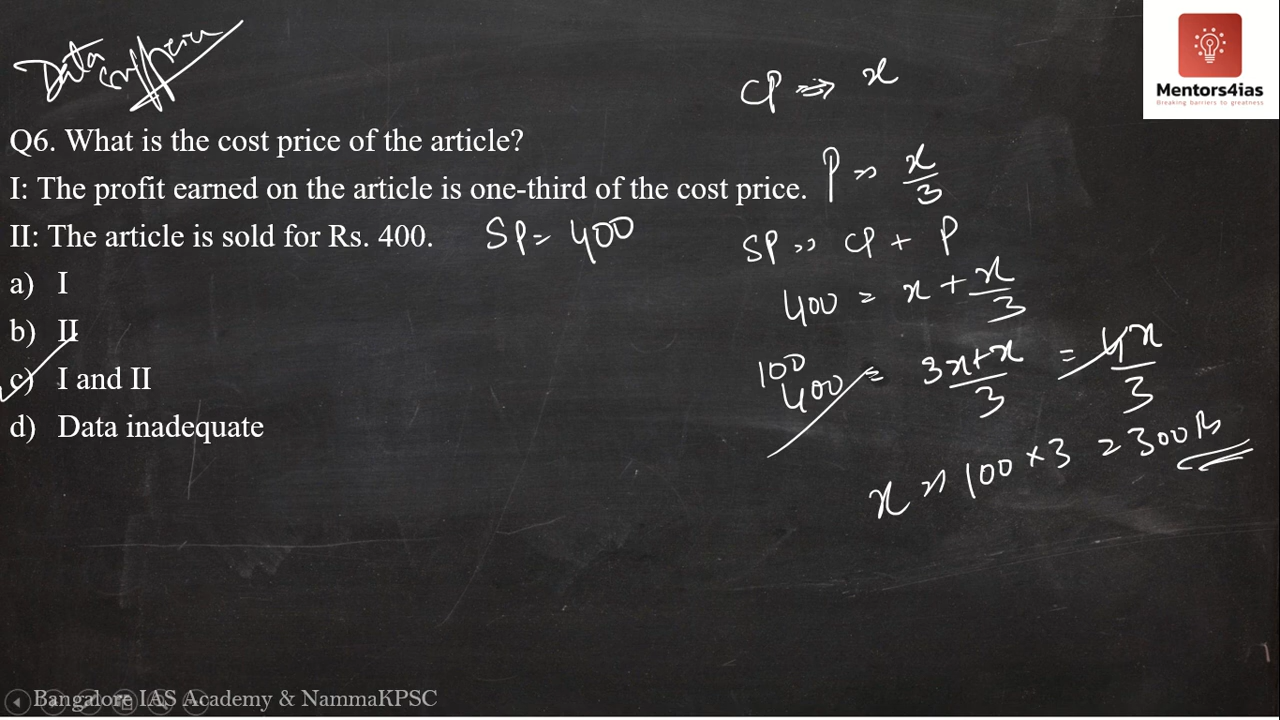 Data sufficiency
Mentors4ias
Breaking barriers to greatness
CP ⇒ x
Q6. What is the cost price of the article?
I: The profit earned on the article is one-third of the cost price.
P = x/3
II: The article is sold for Rs. 400.
SP = 400
SP = CP + P
a) I
400 = x + x/3
b) II
100
400 = 3x+x/3 = 4x/3
c) I and II
d) Data inadequate
x = 100 × 3 = 300 Rs
Bangalore IAS Academy & NammaKPSC